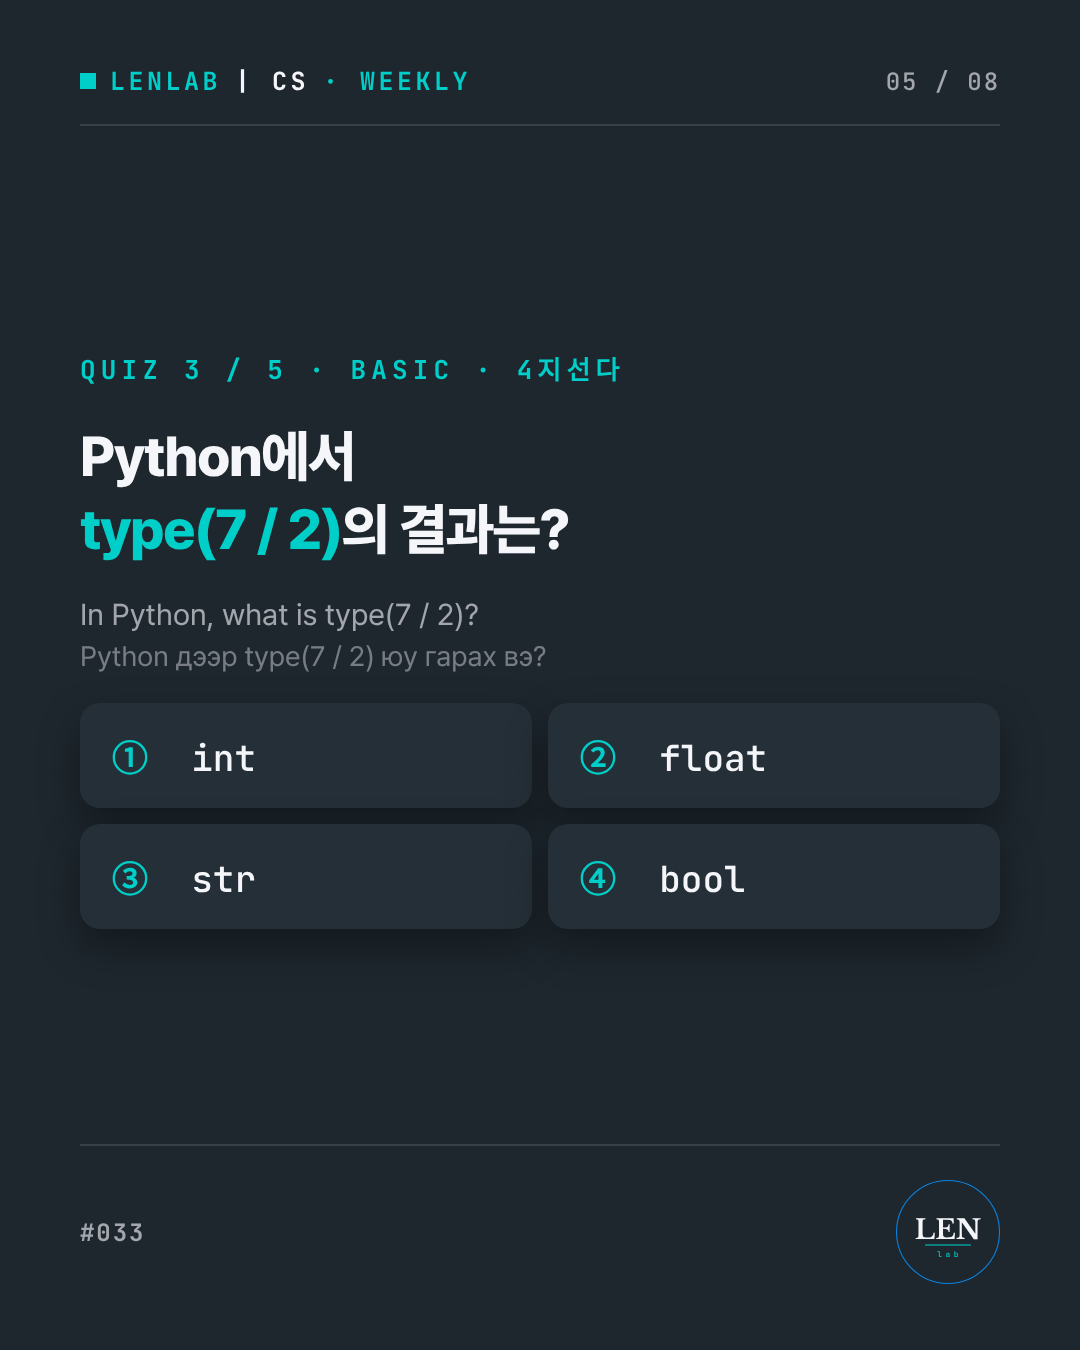 LENLAB | CS · WEEKLY
05 / 08
QUIZ 3 / 5 · BASIC · 4지선다
Python에서
type(7 / 2)의 결과는?
In Python, what is type(7 / 2)?
Python дээр type(7 / 2) юу гарах вэ?
① int
② float
③ str
④ bool
#033
LEN
lab